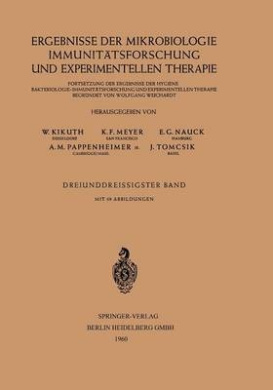 ERGEBNISSE DER MIKROBIOLOGIE
IMMUNITÄTSFORSCHUNG
UND EXPERIMENTELLEN THERAPIE
FORTSETZUNG DER ERGEBNISSE DER HYGIENE
BAKTERIOLOGIE·IMMUNITÄTSFORSCHUNG UND EXPERIMENTELLEN THERAPIE
BEGRÜNDET VON WOLFGANG WEICHARDT
HERAUSGEGEBEN VON
W. KIKUTH K. F. MEYER E. G. NAUCK
DÜSSELDORF SAN FRANCISCO HAMBURG
A. M. PAPPENHEIMER JR. J. TOMCSIK
CAMBRIDGE/MASS. BASEL
DREIUNDDREISSIGSTER BAND
MIT 49 ABBILDUNGEN
SPRINGER-VERLAG
BERLIN HEIDELBERG GMBH
1960